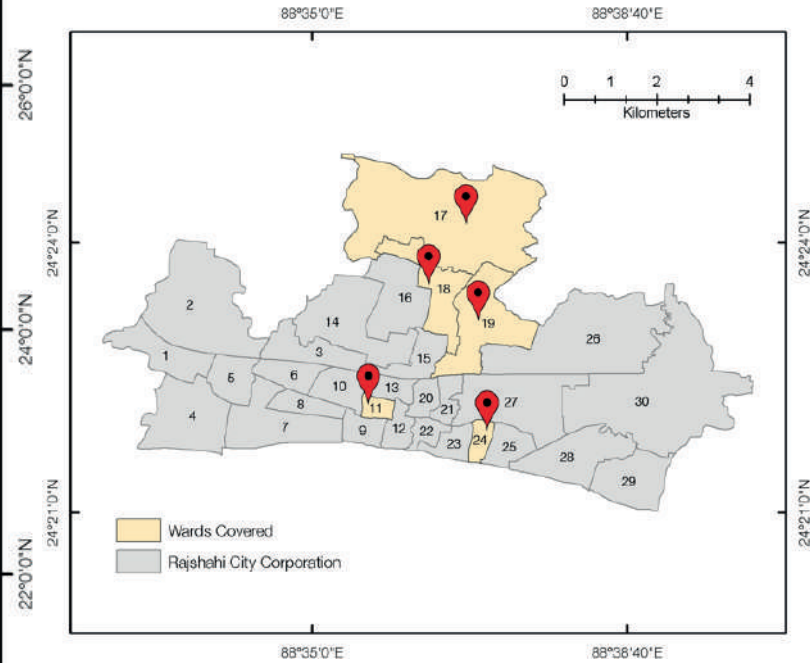 88°35'0"E 88°38'40"E
26°0'0"N
0 1 2 4
Kilometers
17
24°24'0"N 24°24'0"N
18
16
19
2
14
24°0'0"N
26
3
15
1
6
5
10
13
20
21
27
30
8
11
4
7
9
12
22
23
24
25
28
29
24°21'0"N 24°21'0"N
Wards Covered
Rajshahi City Corporation
22°0'0"N
88°35'0"E 88°38'40"E